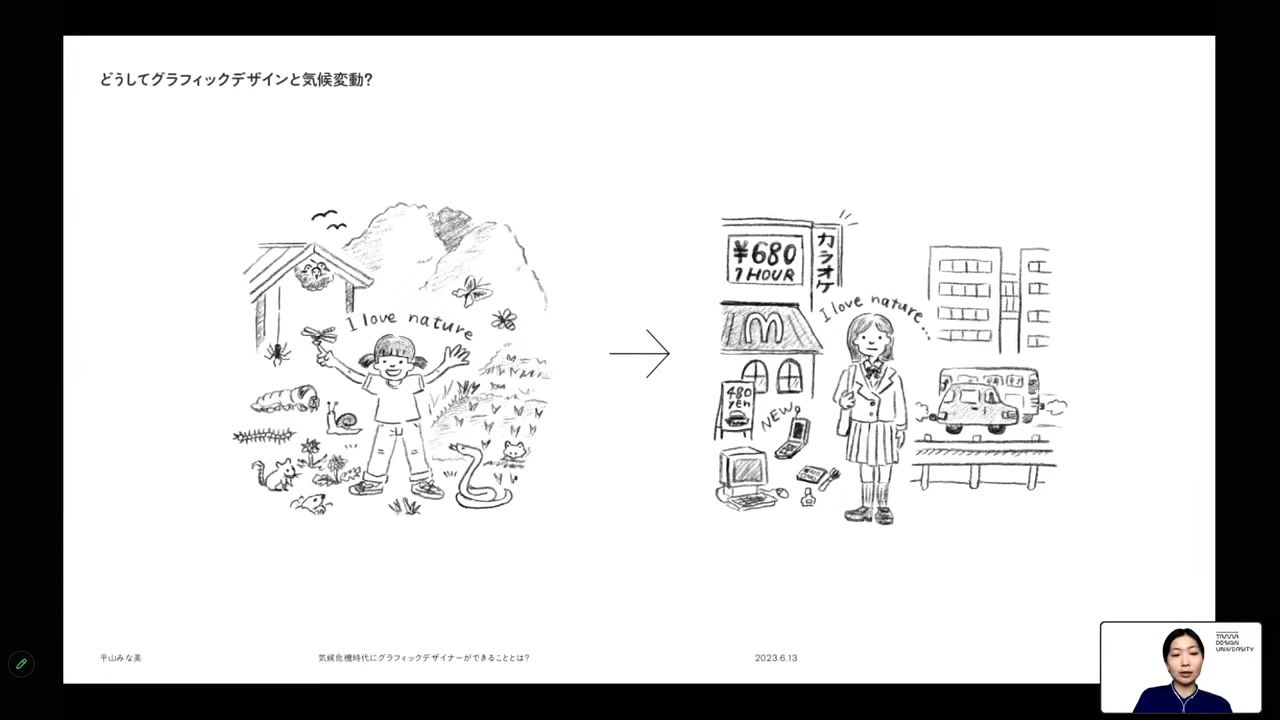 どうしてグラフィックデザインと気候変動?
I love nature
¥680
1 HOUR
カラオケ
I love nature...
480
yen
NEW
平山みな美
気候危機時代にグラフィックデザイナーができることとは?
2023.6.13
TAMA
DESIGN
UNIVERSITY